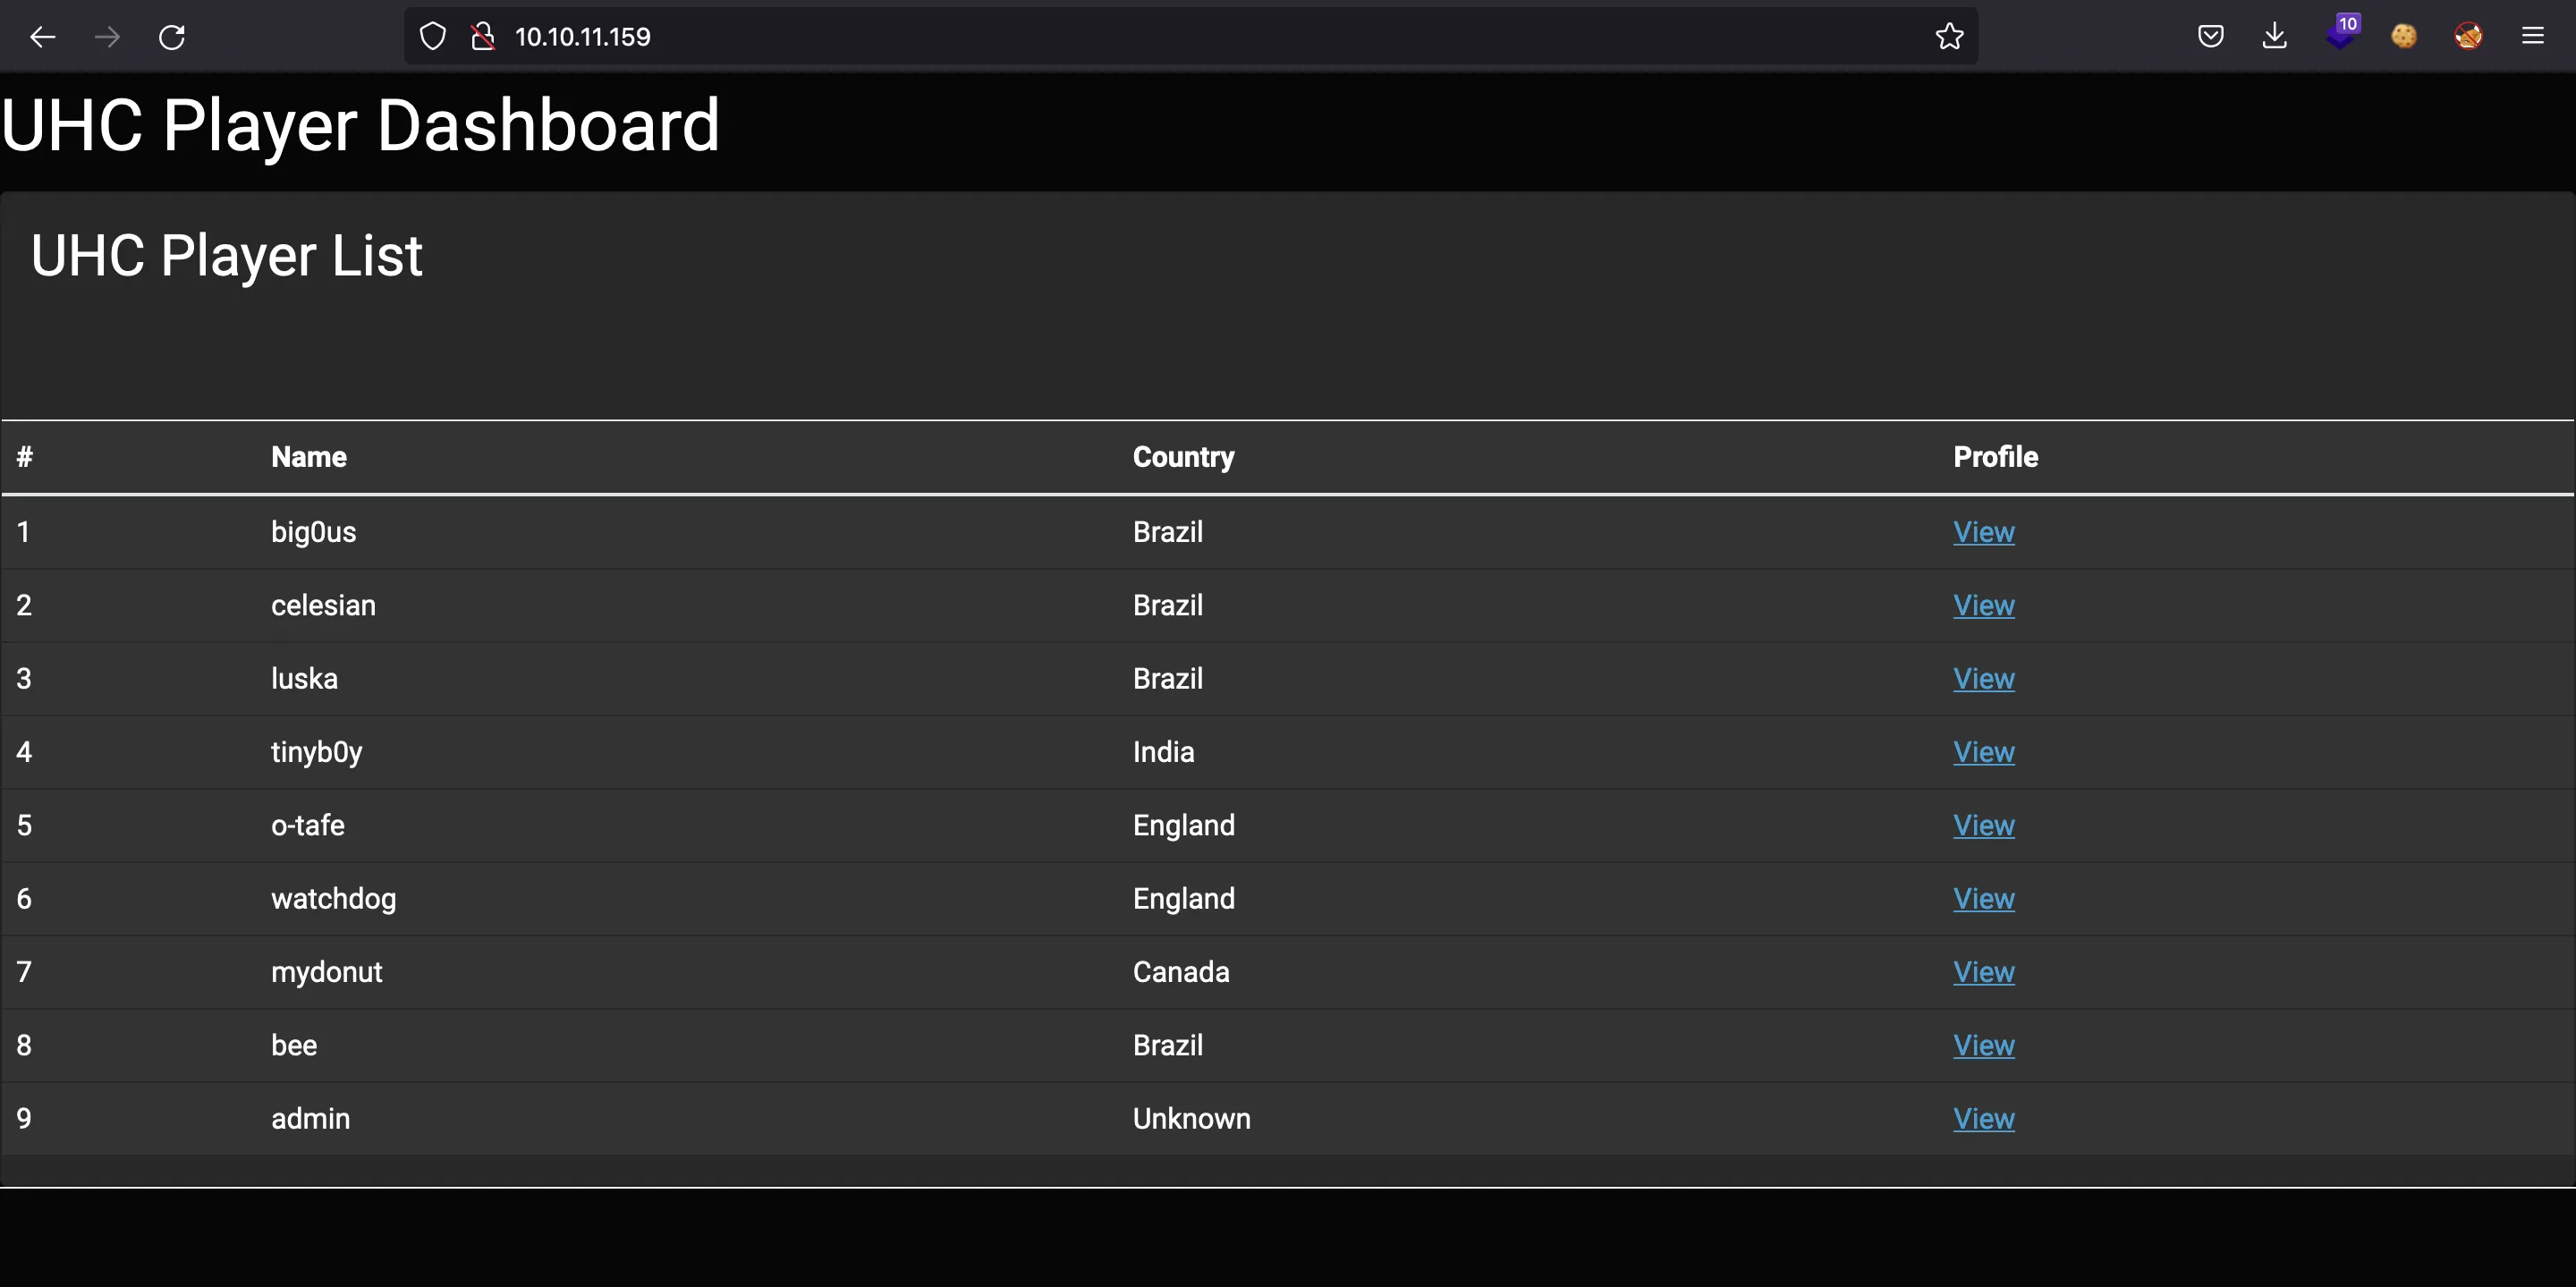 10.10.11.159
10
UHC Player Dashboard
UHC Player List
# Name Country Profile
1 big0us Brazil View
2 celesian Brazil View
3 luska Brazil View
4 tinyb0y India View
5 o-tafe England View
6 watchdog England View
7 mydonut Canada View
8 bee Brazil View
9 admin Unknown View